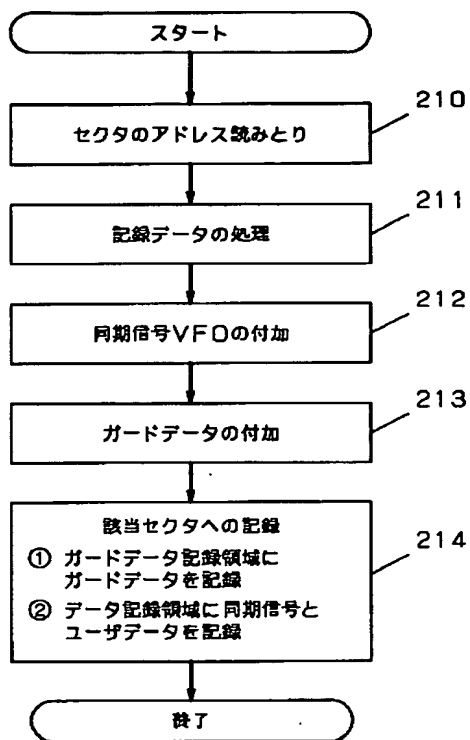 スタート
210
セクタのアドレス読みとり
211
記録データの処理
212
同期信号VFOの付加
213
ガードデータの付加
214
該当セクタへの記録
① ガードデータ記録領域に
ガードデータを記録
② データ記録領域に同期信号と
ユーザデータを記録
終了